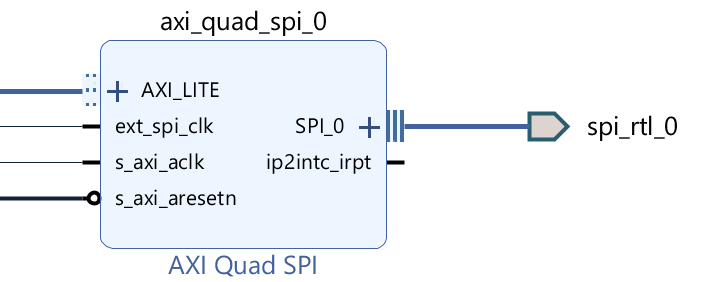 axi_quad_spi_0
AXI_LITE
ext_spi_clk
SPI_0
spi_rtl_0
s_axi_aclk
ip2intc_irpt
s_axi_aresetn
AXI Quad SPI